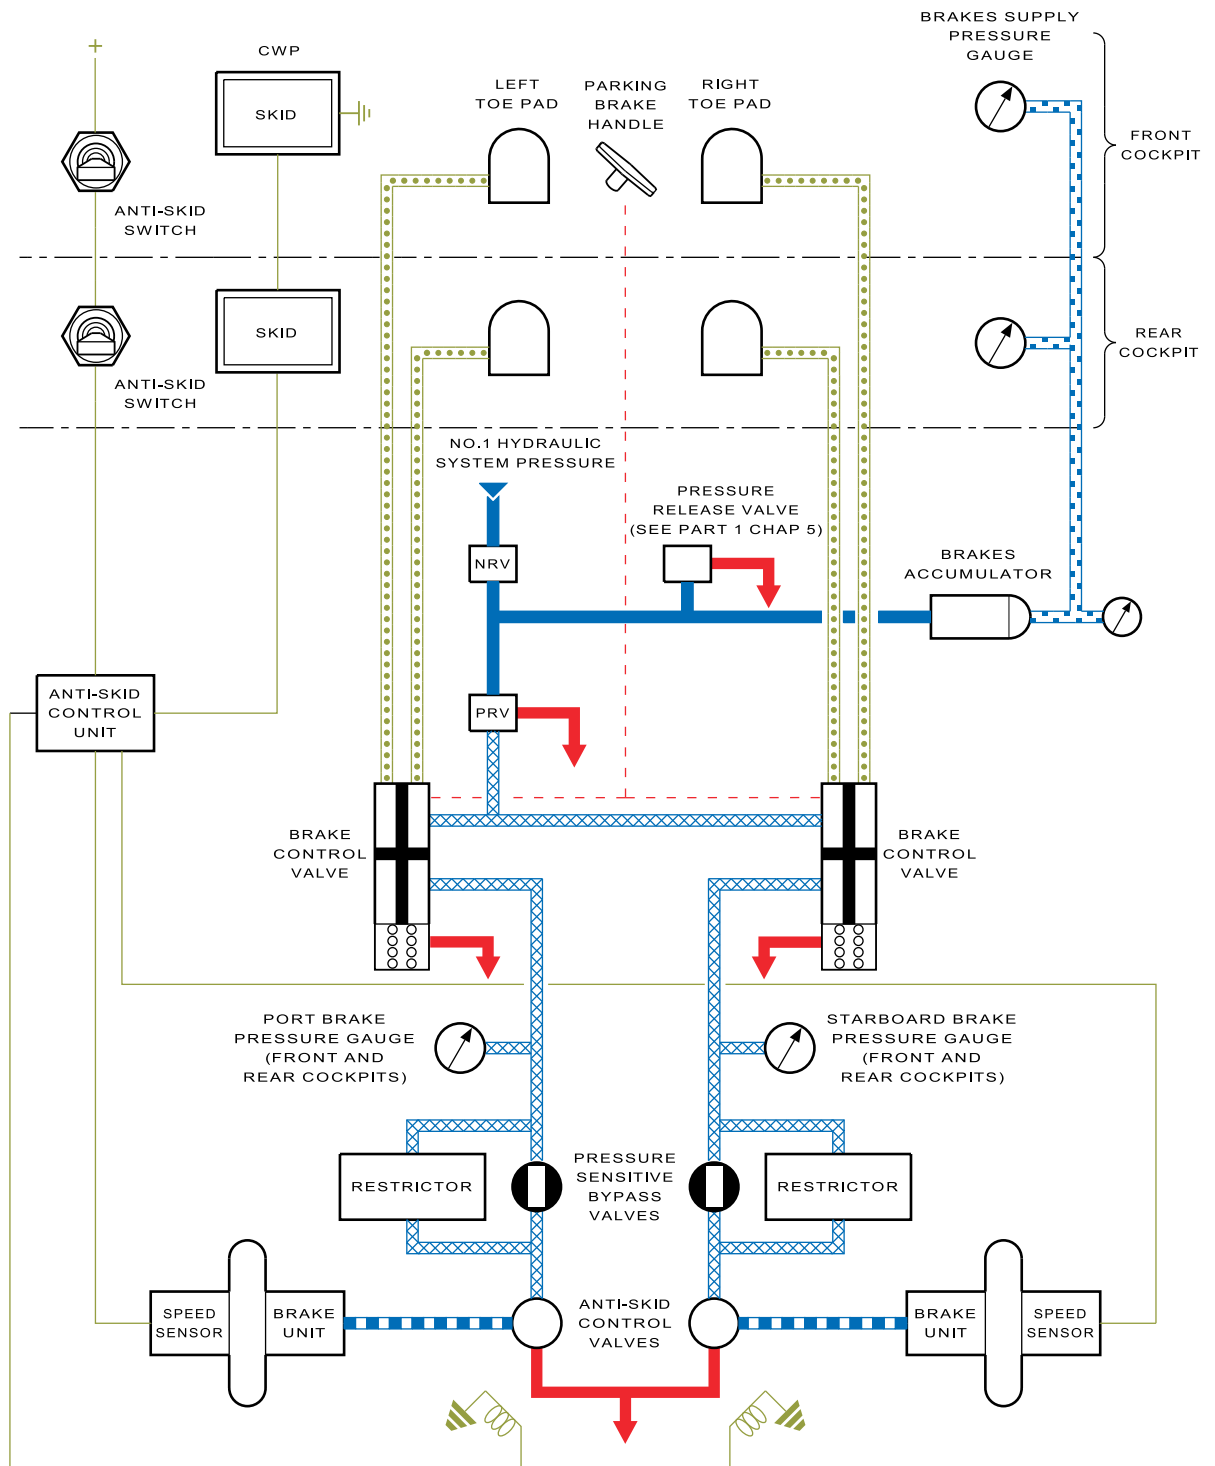 BRAKES SUPPLY
PRESSURE
GAUGE
+
CWP
SKID
LEFT
TOE PAD
PARKING
BRAKE
HANDLE
RIGHT
TOE PAD
FRONT
COCKPIT
ANTI-SKID
SWITCH
SKID
REAR
COCKPIT
ANTI-SKID
SWITCH
NO.1 HYDRAULIC
SYSTEM PRESSURE
PRESSURE
RELEASE VALVE
(SEE PART 1 CHAP 5)
NRV
BRAKES
ACCUMULATOR
ANTI-SKID
CONTROL
UNIT
PRV
BRAKE
CONTROL
VALVE
BRAKE
CONTROL
VALVE
PORT BRAKE
PRESSURE GAUGE
(FRONT AND
REAR COCKPITS)
STARBOARD BRAKE
PRESSURE GAUGE
(FRONT AND
REAR COCKPITS)
RESTRICTOR
PRESSURE
SENSITIVE
BYPASS
VALVES
RESTRICTOR
SPEED
SENSOR
BRAKE
UNIT
ANTI-SKID
CONTROL
VALVES
BRAKE
UNIT
SPEED
SENSOR